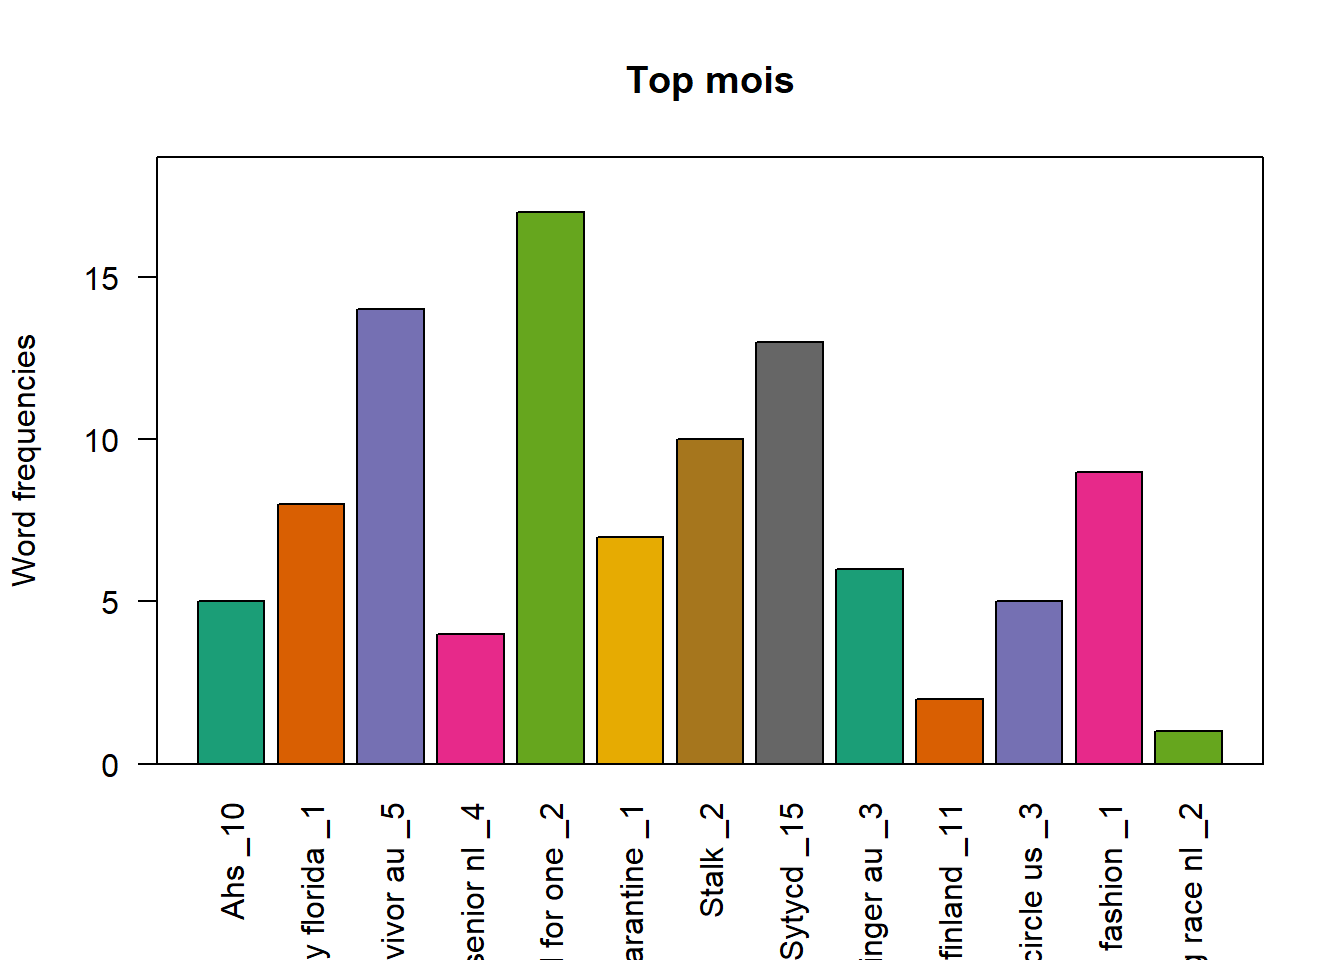 Top mois
Word frequencies
15
10
5
0
Ahs _10
y florida _1
vivor au _5
senior nl _4
l for one _2
arantine _1
Stalk _2
Sytycd _15
inger au _3
finland _11
circle us _3
fashion _1
g race nl _2